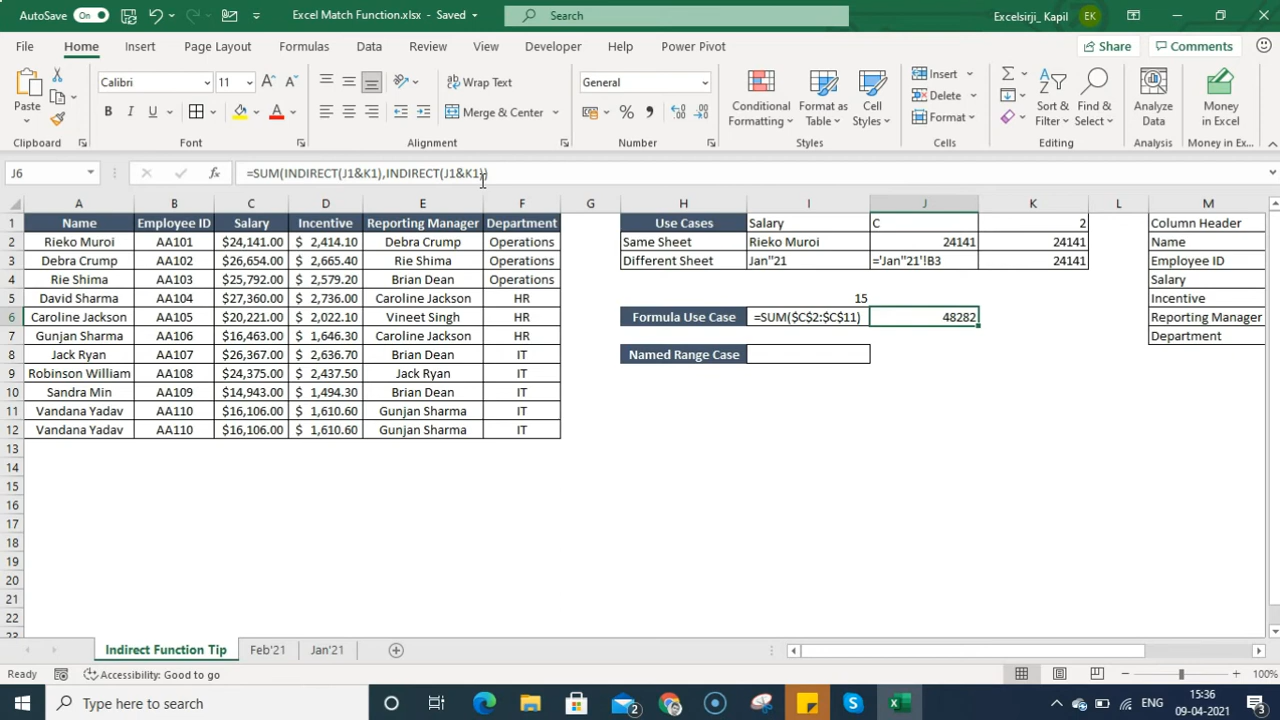 AutoSave On Excel Match Function.xlsx - Saved Search Excelsirji_ Kapil EK
File Home Insert Page Layout Formulas Data Review View Developer Help Power Pivot Share Comments
Paste Calibri 11 Wrap Text General Conditional Formatting Format as Table Cell Styles Insert Sort & Filter Find & Select Analyze Data Money in Excel
B I U Merge & Center Delete
Format
Clipboard Font Alignment Number Styles Cells Editing Analysis Money in Ex...
J6 =SUM(INDIRECT(J1&K1),INDIRECT(J1&K1))
A B C D E F G H I J K L M
1 Name Employee ID Salary Incentive Reporting Manager Department Use Cases Salary C 2 Column Header
2 Rieko Muroi AA101 $24,141.00 $ 2,414.10 Debra Crump Operations Same Sheet Rieko Muroi 24141 24141 Name
3 Debra Crump AA102 $26,654.00 $ 2,665.40 Rie Shima Operations Different Sheet Jan"21 ='Jan"21'!B3 24141 Employee ID
4 Rie Shima AA103 $25,792.00 $ 2,579.20 Brian Dean Operations Salary
5 David Sharma AA104 $27,360.00 $ 2,736.00 Caroline Jackson HR 15 Incentive
6 Caroline Jackson AA105 $20,221.00 $ 2,022.10 Vineet Singh HR Formula Use Case =SUM($C$2:$C$11) 48282 Reporting Manager
7 Gunjan Sharma AA106 $16,463.00 $ 1,646.30 Caroline Jackson HR Department
8 Jack Ryan AA107 $26,367.00 $ 2,636.70 Brian Dean IT Named Range Case
9 Robinson William AA108 $24,375.00 $ 2,437.50 Jack Ryan IT
10 Sandra Min AA109 $14,943.00 $ 1,494.30 Brian Dean IT
11 Vandana Yadav AA110 $16,106.00 $ 1,610.60 Gunjan Sharma IT
12 Vandana Yadav AA110 $16,106.00 $ 1,610.60 Gunjan Sharma IT
13
14
15
16
17
18
19
20
21
22
23
Indirect Function Tip Feb'21 Jan'21
Ready Accessibility: Good to go 100%
Type here to search 2 ENG 15:36
09-04-2021 3